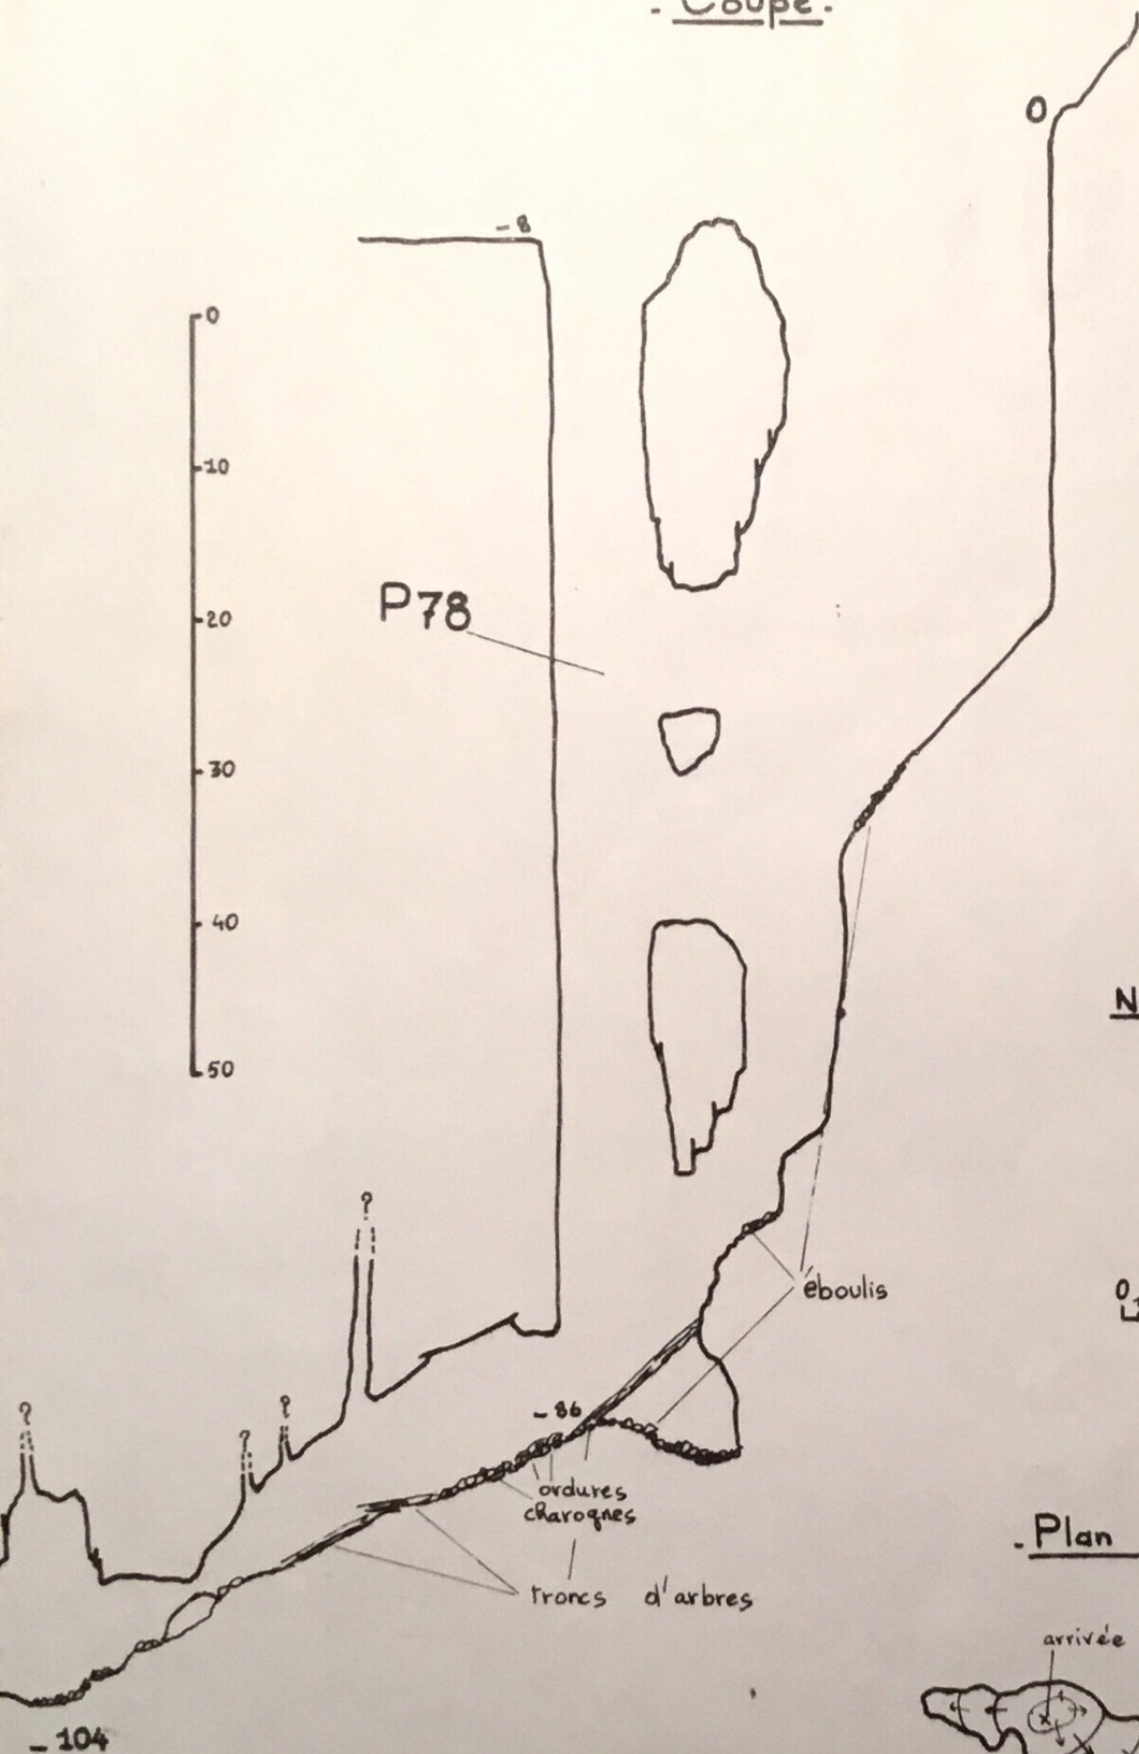 - Coupe -
0
- 8
0
10
20
30
40
50
P78
N
?
?
?
?
éboulis
0
- 86
ordures
charognes
troncs d'arbres
- Plan
arrivée
x
- 104